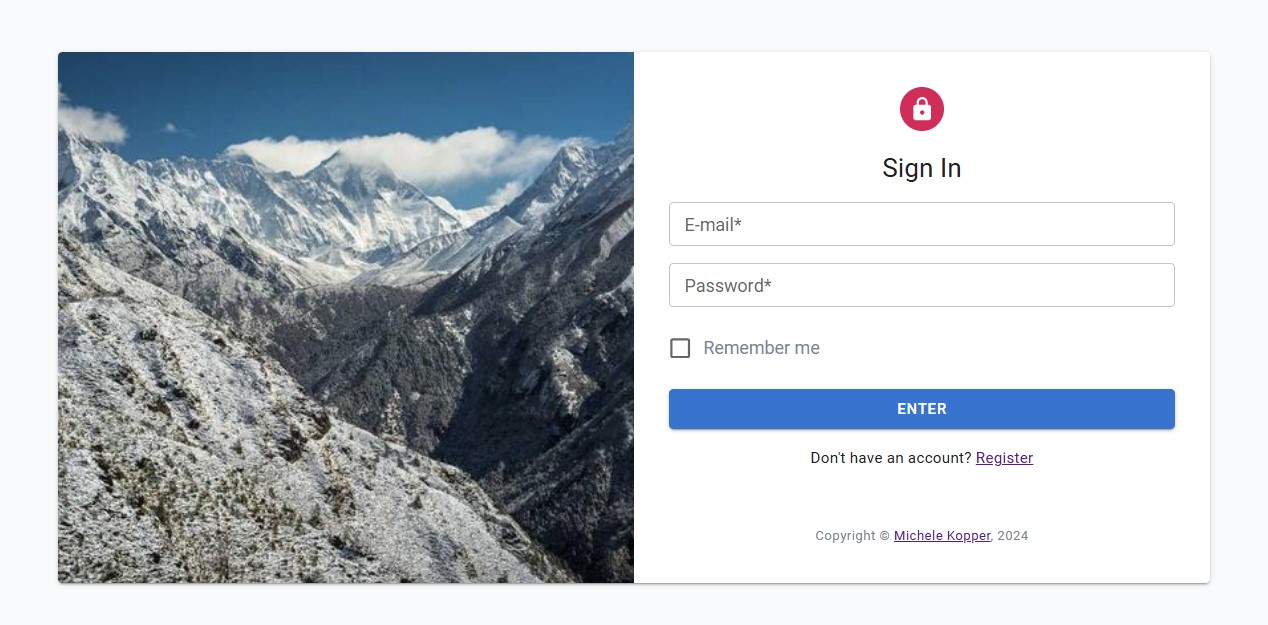 Sign In
E-mail*
Password*
Remember me
ENTER
Don't have an account? Register
Copyright © Michele Kopper, 2024